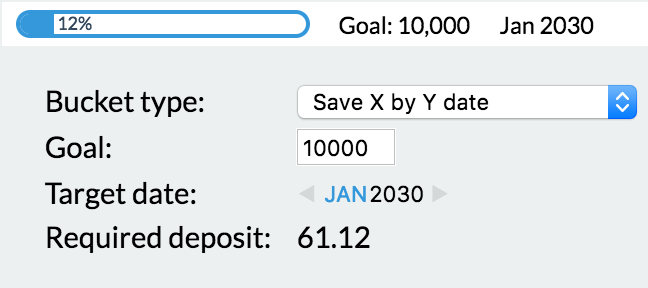 12% Goal: 10,000 Jan 2030
Bucket type: Save X by Y date
Goal: 10000
Target date: JAN 2030
Required deposit: 61.12